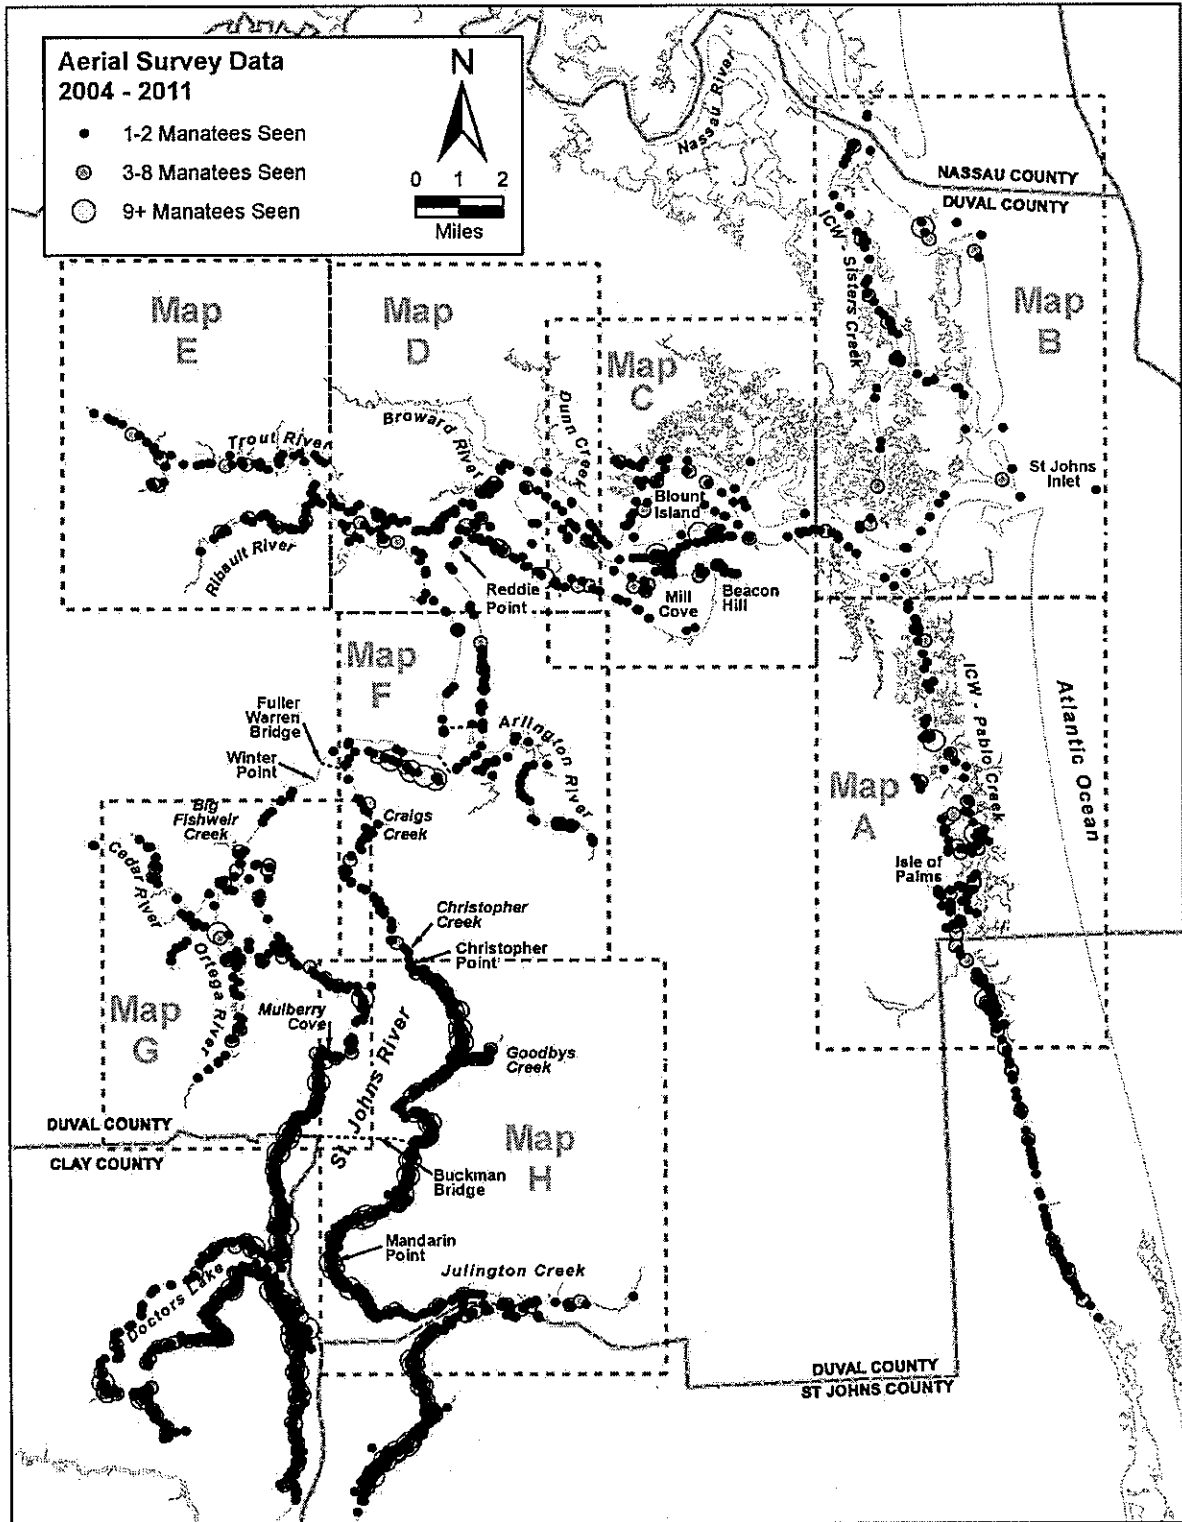 Aerial Survey Data
2004 - 2011
1-2 Manatees Seen
3-8 Manatees Seen
9+ Manatees Seen
N
0 1 2
Miles
Nassau River
NASSAU COUNTY
DUVAL COUNTY
ICW - Sisters Creek
Map
E
Map
D
Map
C
Map
B
Trout River
Broward River
Dunn Creek
Blount
Island
St Johns
Inlet
Ribault River
Reddie
Point
Mill
Cove
Beacon
Hill
Map
F
Fuller
Warren
Bridge
Winter
Point
Arlington River
ICW - Pablo Creek
Atlantic Ocean
Map
A
Big
Fishweir
Creek
Craigs
Creek
Cedar River
Isle of
Palms
Christopher
Creek
Christopher
Point
Ortega River
Map
G
Mulberry
Cove
St. Johns River
Goodbys
Creek
DUVAL COUNTY
CLAY COUNTY
Map
H
Buckman
Bridge
Mandarin
Point
Julington Creek
Doctors Lake
DUVAL COUNTY
ST JOHNS COUNTY